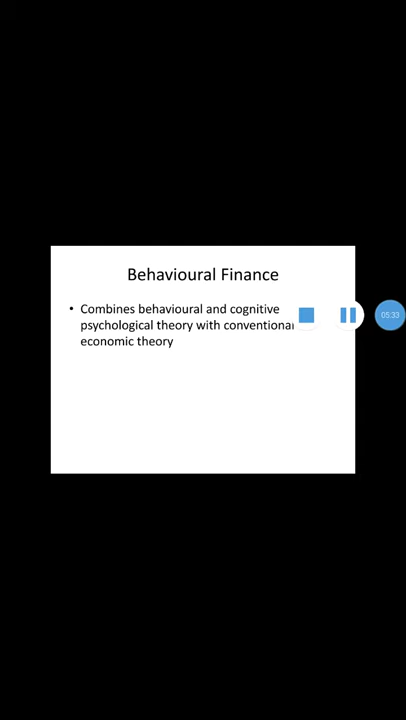 Behavioural Finance
• Combines behavioural and cognitive
psychological theory with conventional
economic theory
05:33